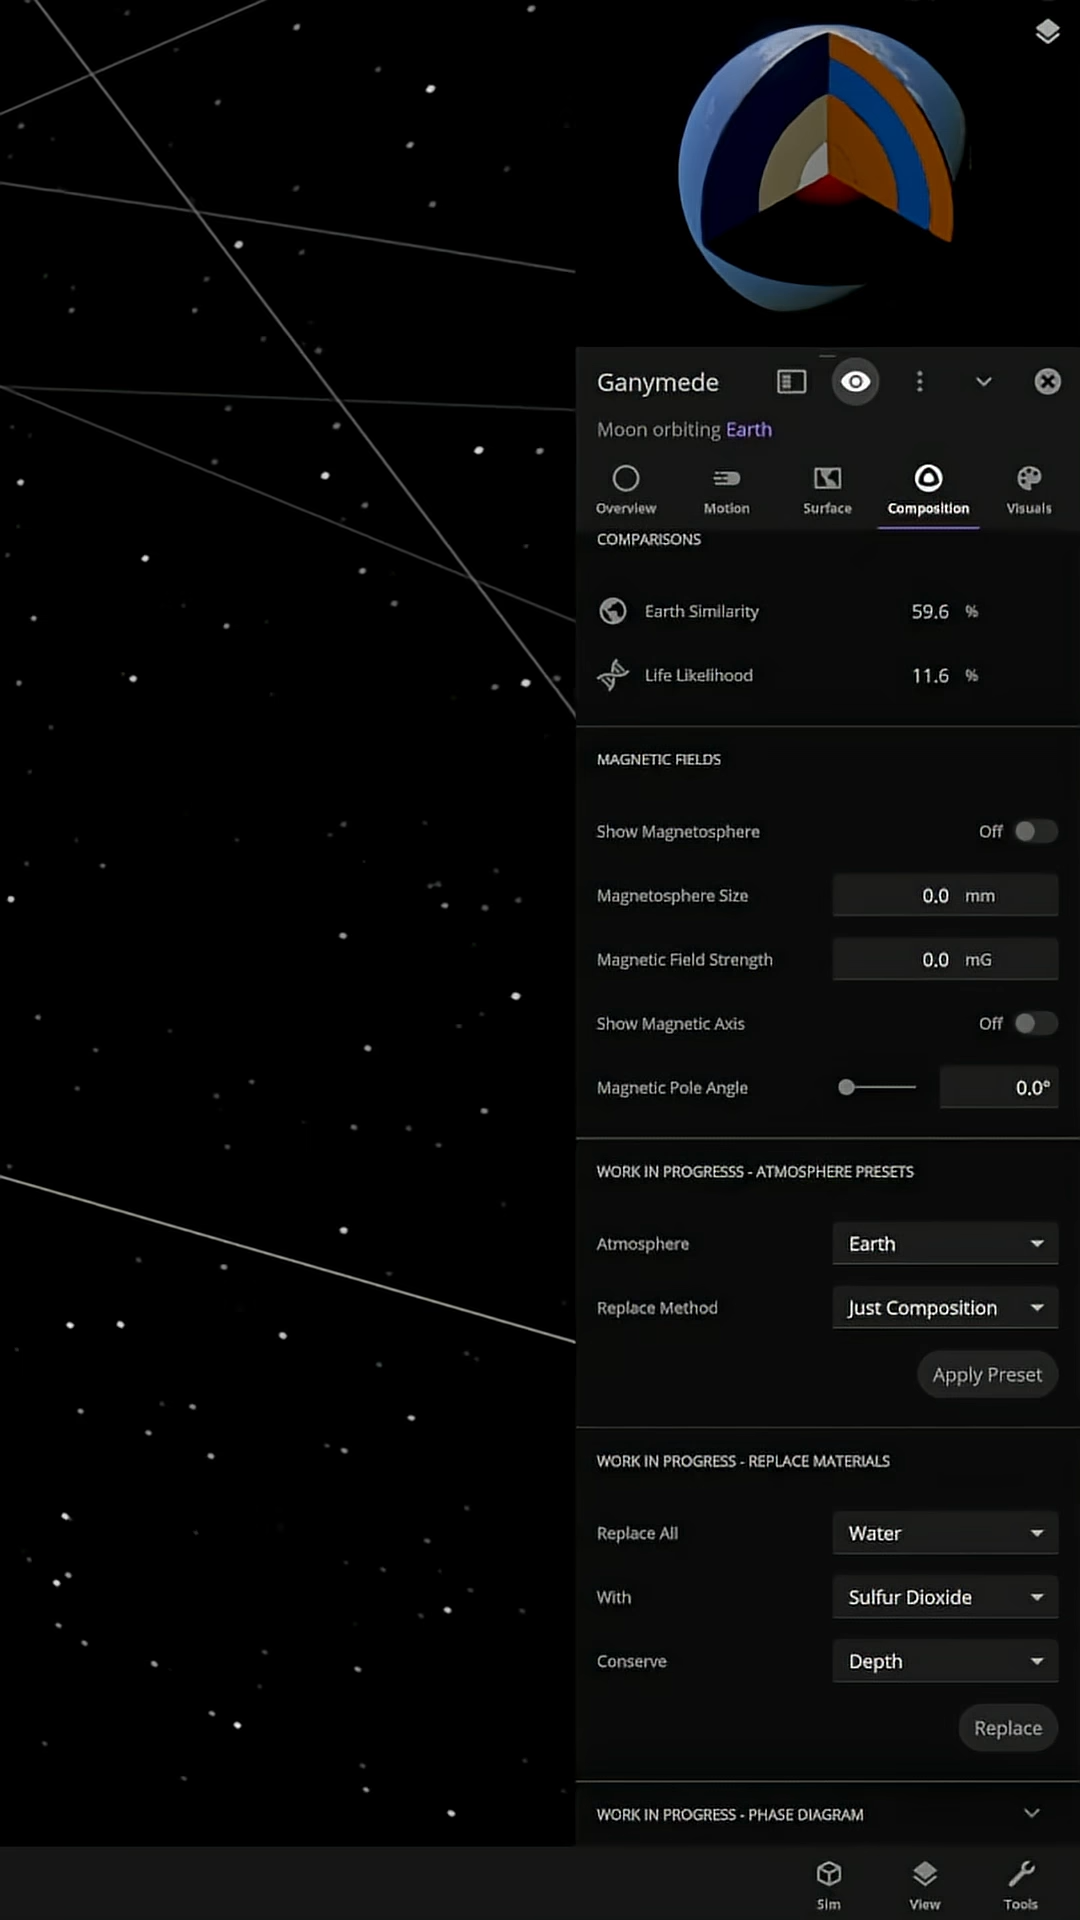 Ganymede
Moon orbiting Earth
Overview Motion Surface Composition Visuals
COMPARISONS
Earth Similarity 59.6 %
Life Likelihood 11.6 %
MAGNETIC FIELDS
Show Magnetosphere Off
Magnetosphere Size 0.0 mm
Magnetic Field Strength 0.0 mG
Show Magnetic Axis Off
Magnetic Pole Angle 0.0°
WORK IN PROGRESSS - ATMOSPHERE PRESETS
Atmosphere Earth
Replace Method Just Composition
Apply Preset
WORK IN PROGRESS - REPLACE MATERIALS
Replace All Water
With Sulfur Dioxide
Conserve Depth
Replace
WORK IN PROGRESS - PHASE DIAGRAM
Sim View Tools